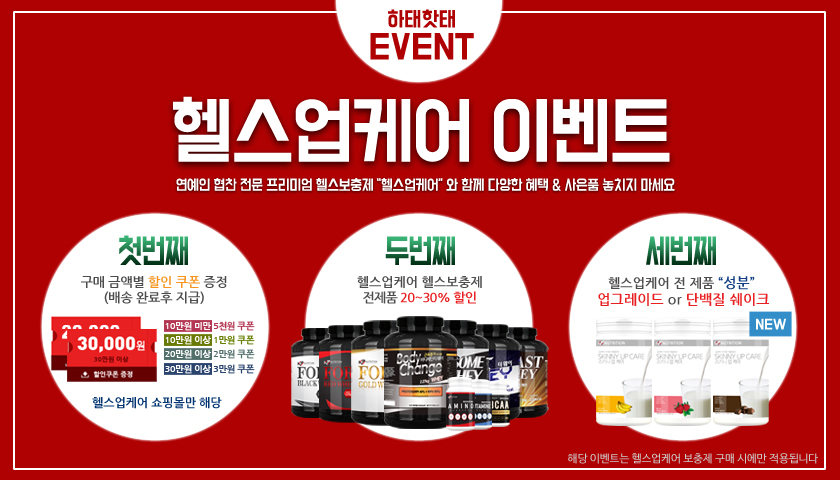 하태핫태
EVENT
헬스업케어 이벤트
연예인 협찬 전문 프리미엄 헬스보충제 "헬스업케어" 와 함께 다양한 혜택 & 사은품 놓치지 마세요
첫번째
구매 금액별 할인 쿠폰 증정
(배송 완료후 지급)
30,000원
30만원 이상
할인쿠폰 증정
10만원 미만 5천원 쿠폰
10만원 이상 1만원 쿠폰
20만원 이상 2만원 쿠폰
30만원 이상 3만원 쿠폰
헬스업케어 쇼핑몰만 해당
두번째
헬스업케어 헬스보충제
전제품 20~30% 할인
Body
Change
세번째
헬스업케어 전 제품 “성분”
업그레이드 or 단백질 쉐이크
NEW
SKINNY UP CARE
SKINNY UP CARE
SKINNY UP CARE
해당 이벤트는 헬스업케어 보충제 구매 시에만 적용됩니다